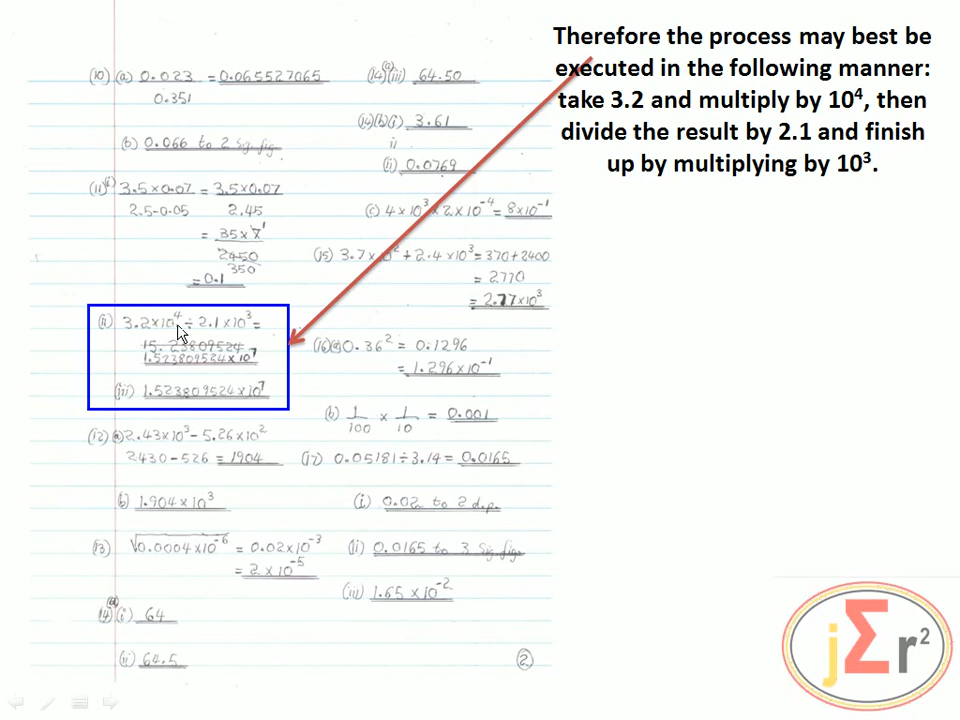 Therefore the process may best be
executed in the following manner:
take 3.2 and multiply by 10⁴, then
divide the result by 2.1 and finish
up by multiplying by 10³.
(10) (a) 0.023 = 0.065527065
0.351
(b) 0.066 to 2 sig. fig.
(11)(i) 3.5×0.07 = 3.5×0.07
2.5-0.05 2.45
= 35×7¹
2450
350
= 0.1
(ii) 3.2×10⁴ ÷ 2.1×10³ =
15.23809524
1.523809524×10⁷
(iii) 1.523809524×10⁷
(12) (a) 2.43×10³ - 5.26×10²
2430-526 = 1904
(b) 1.904×10³
(13) √0.0004×10⁻⁶ = 0.02×10⁻³
= 2×10⁻⁵
14(a)(i) 64
(ii) 64.5
(14)(a)(iii) 64.50
(14)(b)(i) 3.61
ii
(ii) 0.0769
(c) 4×10³×2×10⁻⁴ = 8×10⁻¹
(15) 3.7×10²+2.4×10³ = 370+2400
= 2770
= 2.77×10³
(16)(a) 0.36² = 0.1296
= 1.296×10⁻¹
(b) 1/100 × 1/10 = 0.001
(17) 0.05181÷3.14 = 0.0165
(i) 0.02 to 2 d.p.
(ii) 0.0165 to 3 sig. figs
(iii) 1.65×10⁻²
(2)
jΣr²